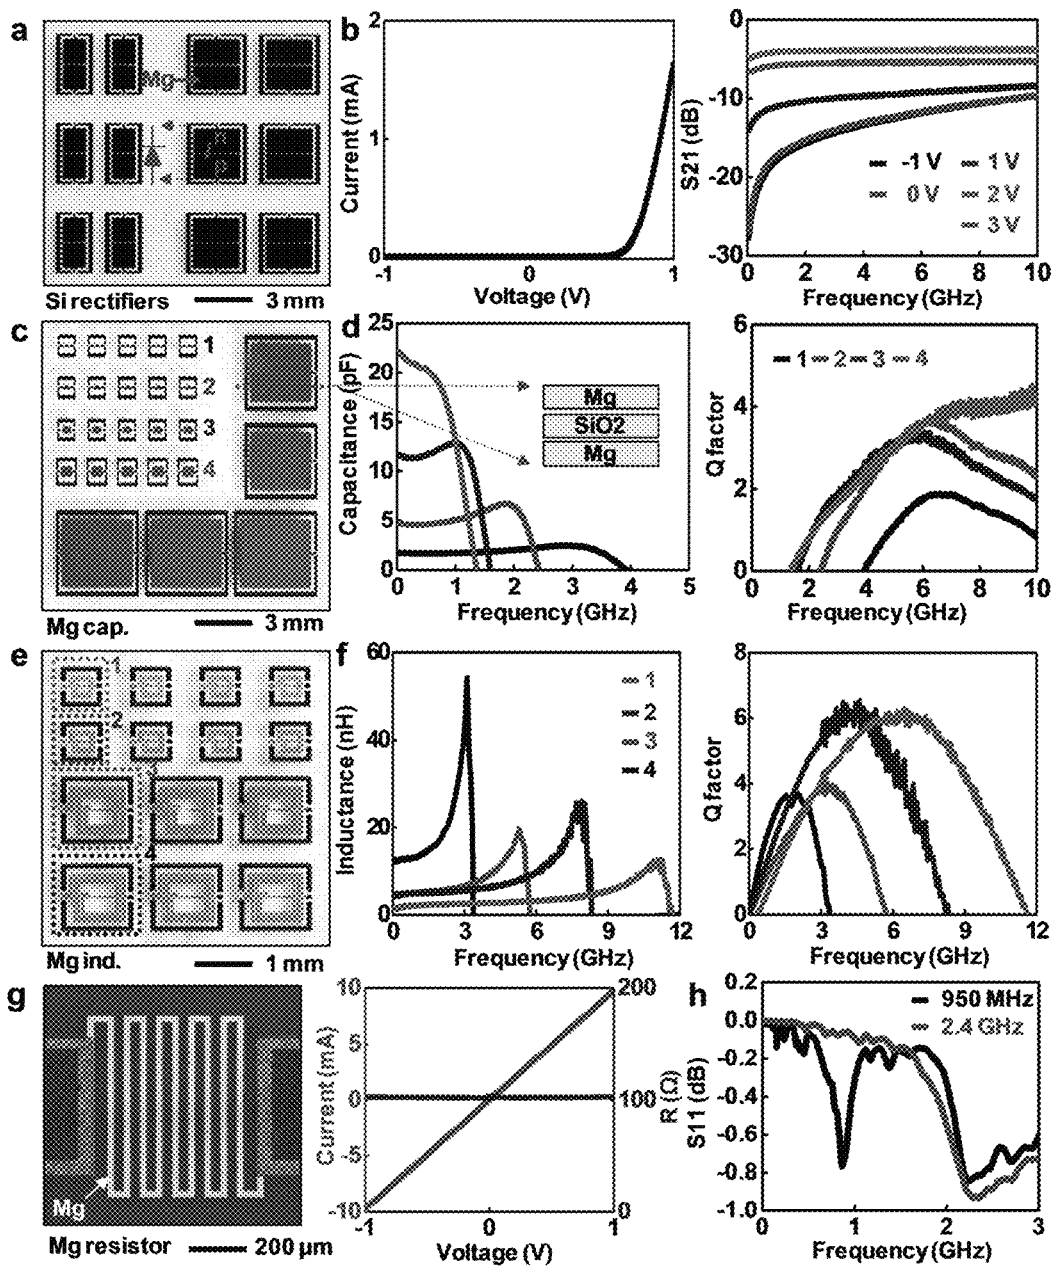 a
Mg
n
p
Si rectifiers
3 mm
b
2
1
0
Current (mA)
-1
0
1
Voltage (V)
0
-10
-20
-30
S21 (dB)
-1 V
1 V
0 V
2 V
3 V
0
2
4
6
8
10
Frequency (GHz)
c
1
2
3
4
Mg cap.
3 mm
d
25
20
15
10
5
0
Capacitance (pF)
Mg
SiO2
Mg
0
1
2
3
4
5
Frequency (GHz)
6
4
2
0
Q factor
1
2
3
4
0
2
4
6
8
10
Frequency (GHz)
e
1
2
4
Mg ind.
1 mm
f
60
40
20
0
Inductance (nH)
1
2
3
4
0
3
6
9
12
Frequency (GHz)
8
6
4
2
0
Q factor
0
3
6
9
12
Frequency (GHz)
g
Mg
Mg resistor
200 µm
10
5
0
-5
-10
Current (mA)
200
100
0
R (Ω)
-1
0
1
Voltage (V)
h
0.2
0.0
-0.2
-0.4
-0.6
-0.8
-1.0
S11 (dB)
950 MHz
2.4 GHz
0
1
2
3
Frequency (GHz)